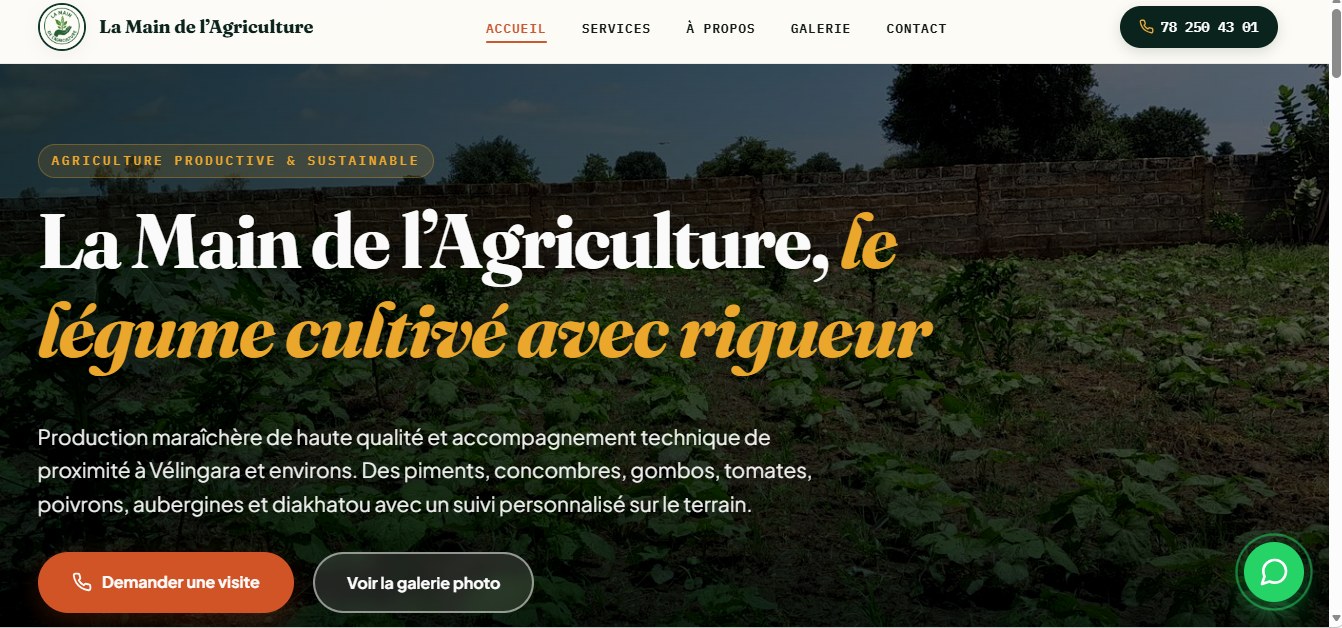 La Main de l’Agriculture
ACCUEIL SERVICES À PROPOS GALERIE CONTACT
78 250 43 01
AGRICULTURE PRODUCTIVE & SUSTAINABLE
La Main de l’Agriculture, le
légume cultivé avec rigueur
Production maraîchère de haute qualité et accompagnement technique de
proximité à Vélingara et environs. Des piments, concombres, gombos, tomates,
poivrons, aubergines et diakhatou avec un suivi personnalisé sur le terrain.
Demander une visite
Voir la galerie photo